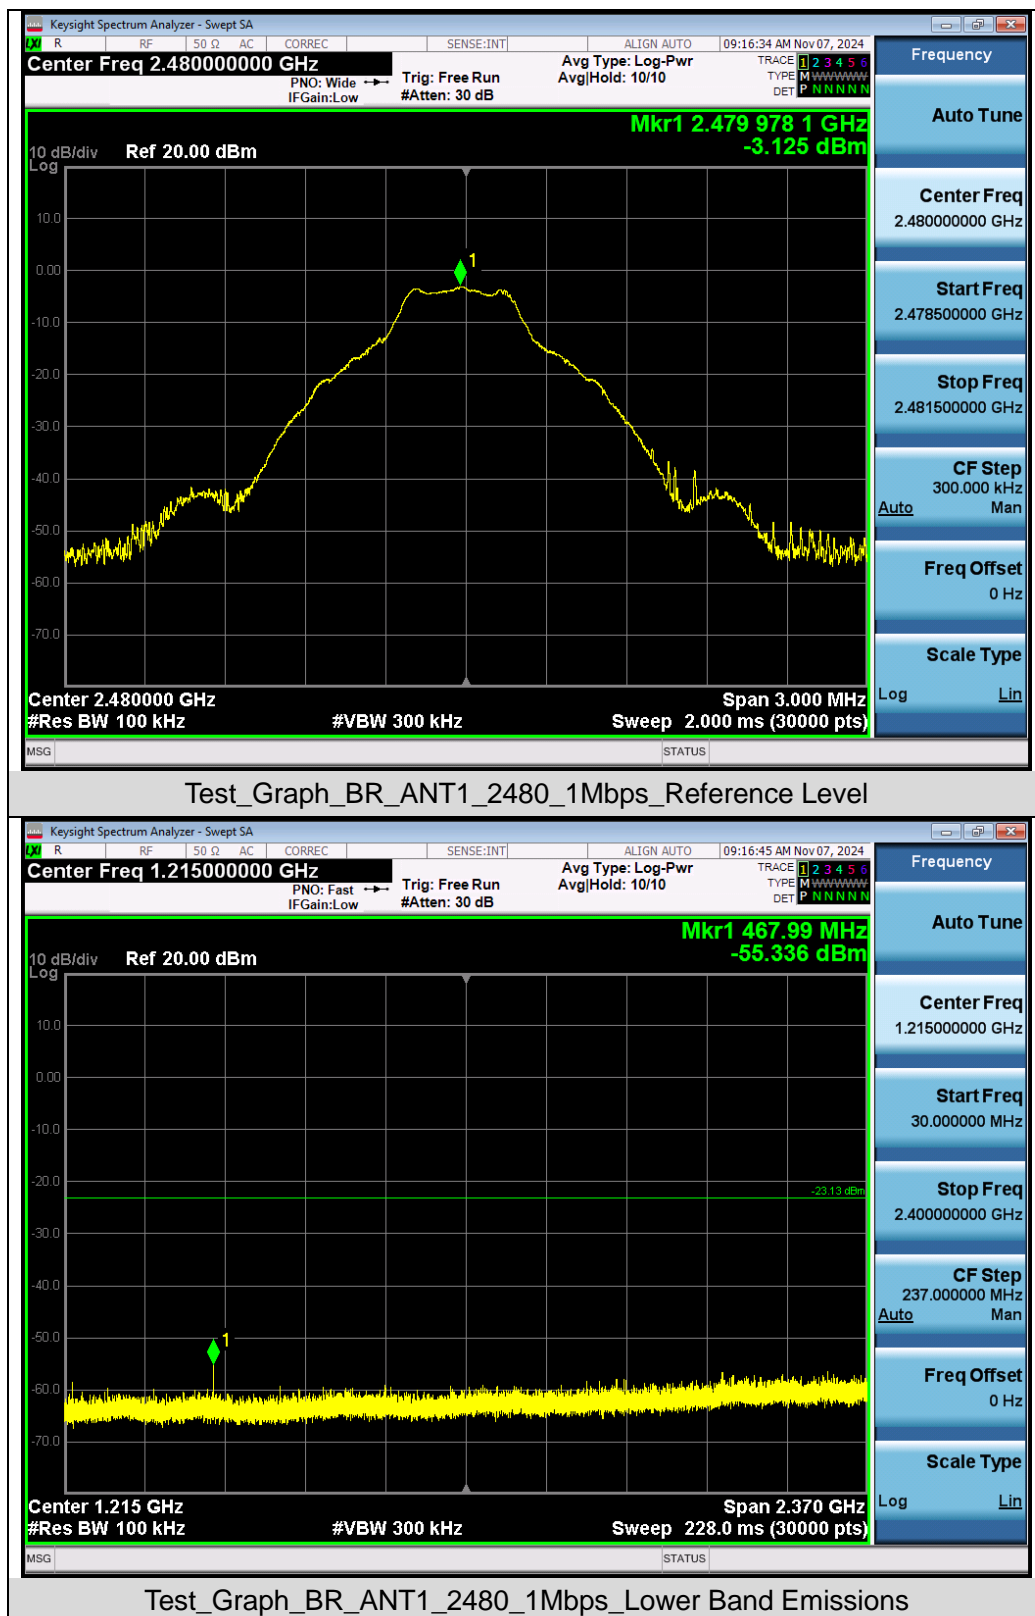 Keysight Spectrum Analyzer - Swept SA
LXI R RF 50 Ω AC CORREC SENSE:INT ALIGN AUTO 09:16:34 AM Nov 07, 2024
Center Freq 2.480000000 GHz
PNO: Wide
IFGain:Low
Trig: Free Run
#Atten: 30 dB
Avg Type: Log-Pwr
Avg|Hold: 10/10
TRACE 1 2 3 4 5 6
TYPE M WWWWW
DET P N N N N N
Mkr1 2.479 978 1 GHz
-3.125 dBm
10 dB/div Ref 20.00 dBm
Log
10.0
0.00
-10.0
-20.0
-30.0
-40.0
-50.0
-60.0
-70.0
1
Center 2.480000 GHz Span 3.000 MHz
#Res BW 100 kHz #VBW 300 kHz Sweep 2.000 ms (30000 pts)
MSG STATUS
Frequency
Auto Tune
Center Freq
2.480000000 GHz
Start Freq
2.478500000 GHz
Stop Freq
2.481500000 GHz
CF Step
300.000 kHz
Auto Man
Freq Offset
0 Hz
Scale Type
Log Lin
Test_Graph_BR_ANT1_2480_1Mbps_Reference Level
Keysight Spectrum Analyzer - Swept SA
LXI R RF 50 Ω AC CORREC SENSE:INT ALIGN AUTO 09:16:45 AM Nov 07, 2024
Center Freq 1.215000000 GHz
PNO: Fast
IFGain:Low
Trig: Free Run
#Atten: 30 dB
Avg Type: Log-Pwr
Avg|Hold: 10/10
TRACE 1 2 3 4 5 6
TYPE M WWWWW
DET P N N N N N
Mkr1 467.99 MHz
-55.336 dBm
10 dB/div Ref 20.00 dBm
Log
10.0
0.00
-10.0
-20.0
-30.0
-40.0
-50.0
-60.0
-70.0
-23.13 dBm
1
Center 1.215 GHz Span 2.370 GHz
#Res BW 100 kHz #VBW 300 kHz Sweep 228.0 ms (30000 pts)
MSG STATUS
Frequency
Auto Tune
Center Freq
1.215000000 GHz
Start Freq
30.000000 MHz
Stop Freq
2.400000000 GHz
CF Step
237.000000 MHz
Auto Man
Freq Offset
0 Hz
Scale Type
Log Lin
Test_Graph_BR_ANT1_2480_1Mbps_Lower Band Emissions